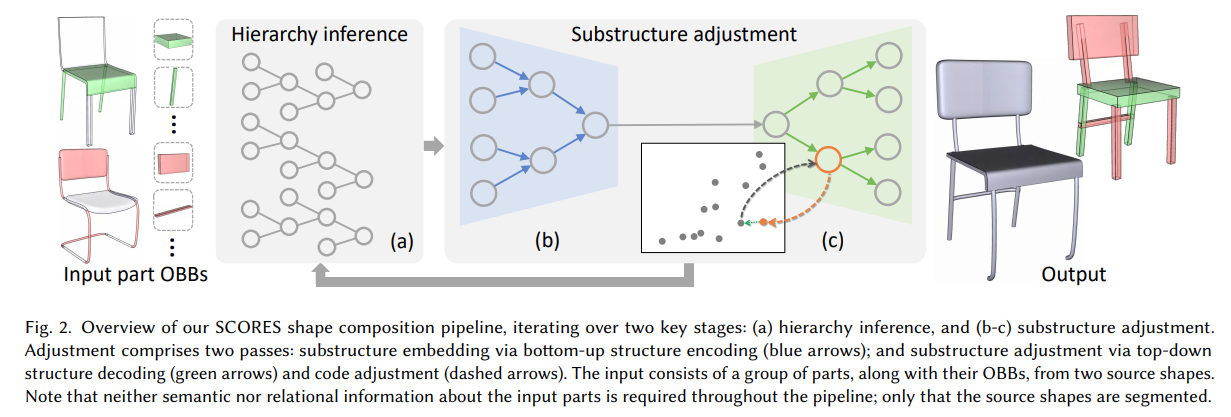 Hierarchy inference
Substructure adjustment
(a)
(b)
(c)
Input part OBBs
Output
Fig. 2. Overview of our SCORES shape composition pipeline, iterating over two key stages: (a) hierarchy inference, and (b-c) substructure adjustment.
Adjustment comprises two passes: substructure embedding via bottom-up structure encoding (blue arrows); and substructure adjustment via top-down
structure decoding (green arrows) and code adjustment (dashed arrows). The input consists of a group of parts, along with their OBBs, from two source shapes.
Note that neither semantic nor relational information about the input parts is required throughout the pipeline; only that the source shapes are segmented.